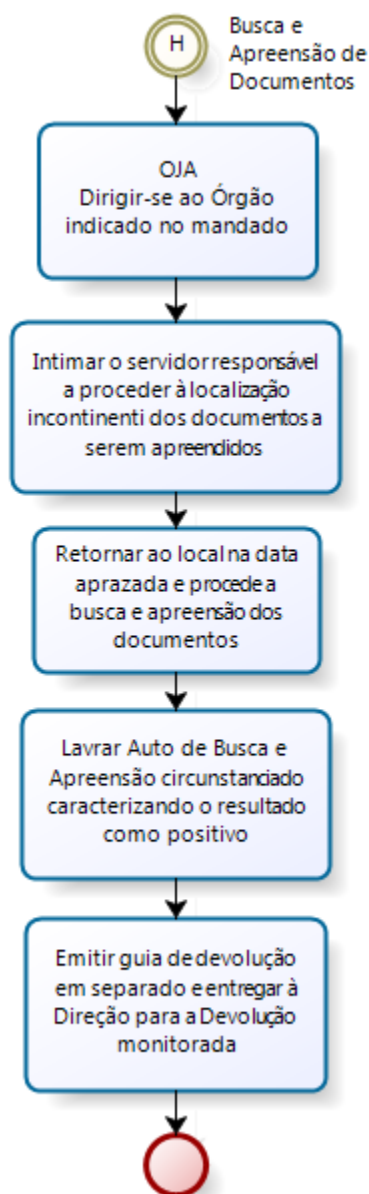 H
Busca e
Apreensão de
Documentos
OJA
Dirigir-se ao Órgão
indicado no mandado
Intimar o servidor responsável
a proceder à localização
incontinenti dos documentos a
serem apreendidos
Retornar ao local na data
aprazada e procede a
busca e apreensão dos
documentos
Lavrar Auto de Busca e
Apreensão circunstanciado
caracterizando o resultado
como positivo
Emitir guia de devolução
em separado e entregar à
Direção para a Devolução
monitorada